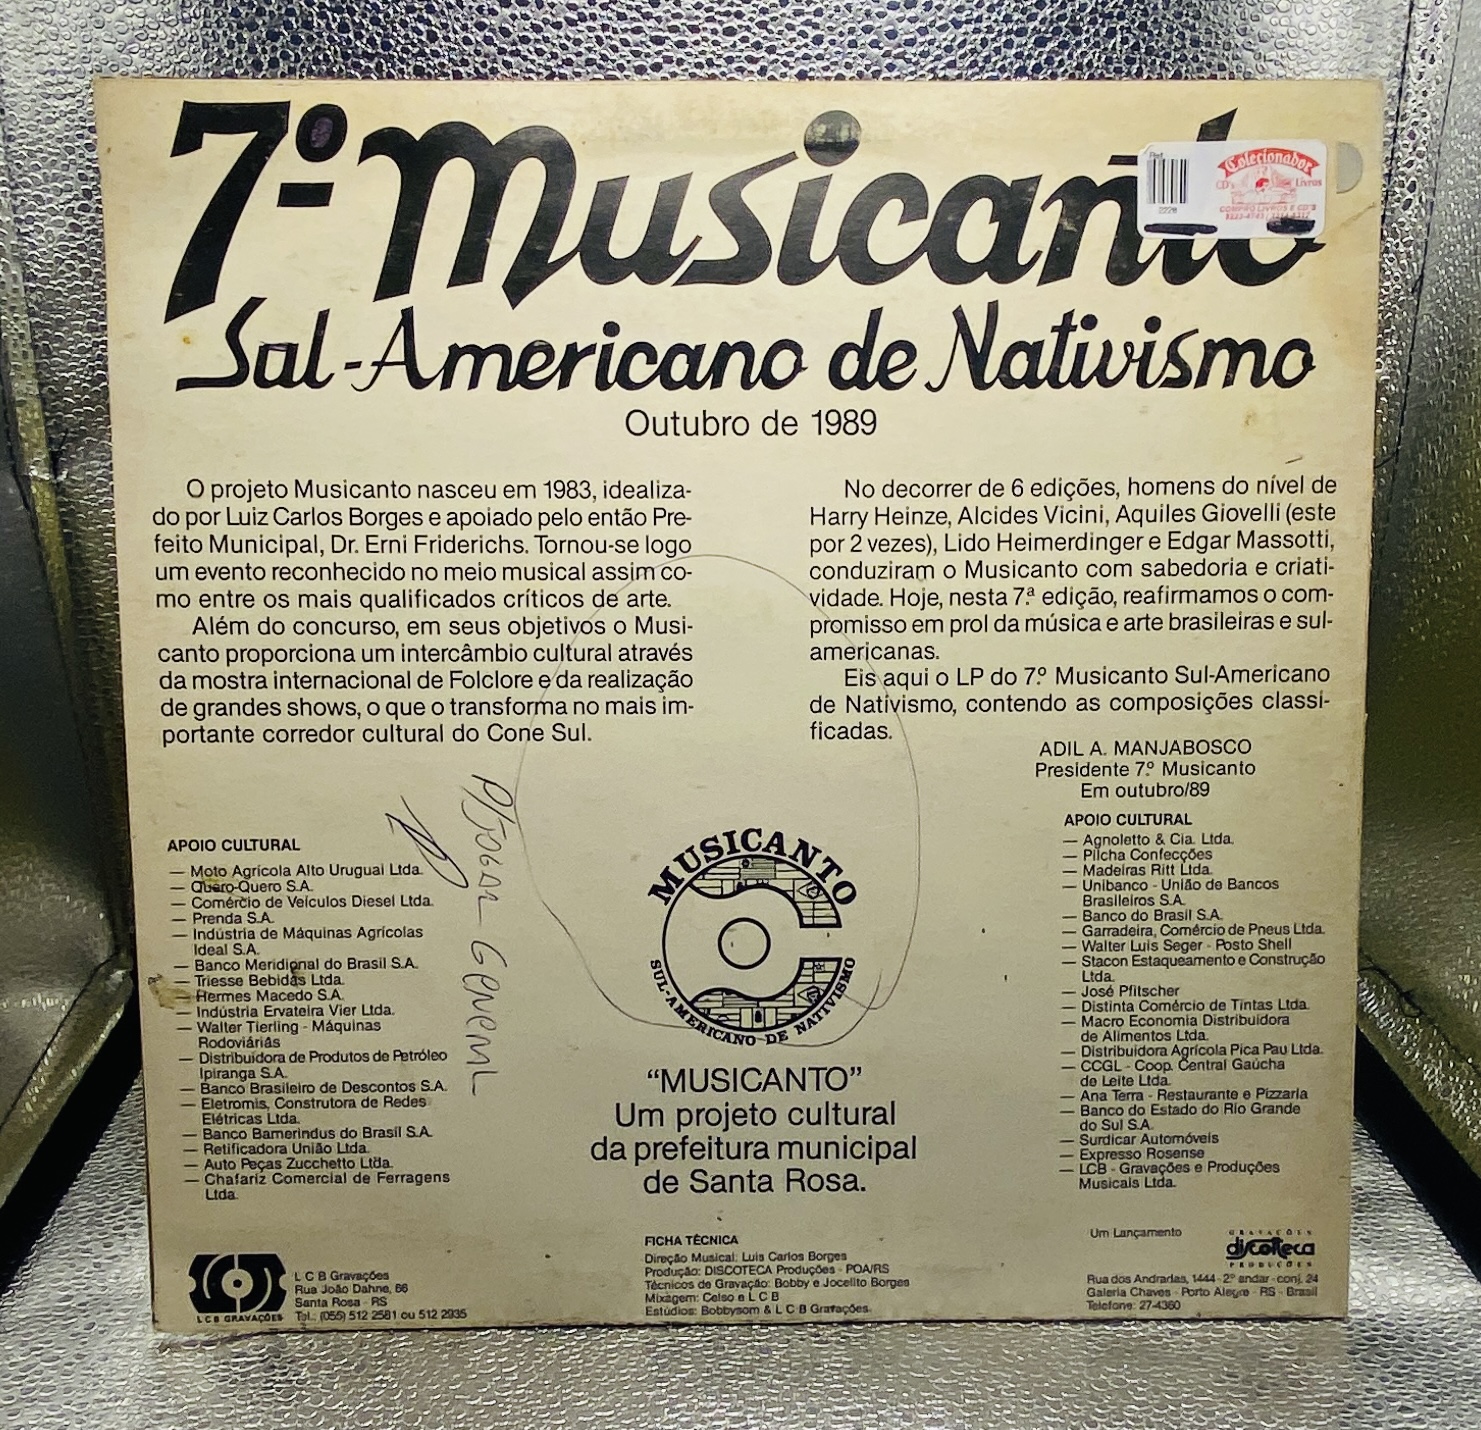 7º Musicanto
Colecionador
CD's Livros
COMPRO LIVROS E CD'S
Sul-Americano de Nativismo
Outubro de 1989
O projeto Musicanto nasceu em 1983, idealiza-
do por Luiz Carlos Borges e apoiado pelo então Pre-
feito Municipal, Dr. Erni Friderichs. Tornou-se logo
um evento reconhecido no meio musical assim co-
mo entre os mais qualificados críticos de arte.
Além do concurso, em seus objetivos o Musi-
canto proporciona um intercâmbio cultural através
da mostra internacional de Folclore e da realização
de grandes shows, o que o transforma no mais im-
portante corredor cultural do Cone Sul.
No decorrer de 6 edições, homens do nível de
Harry Heinze, Alcides Vicini, Aquiles Giovelli (este
por 2 vezes), Lido Heimerdinger e Edgar Massotti,
conduziram o Musicanto com sabedoria e criati-
vidade. Hoje, nesta 7.ª edição, reafirmamos o com-
promisso em prol da música e arte brasileiras e sul-
americanas.
Eis aqui o LP do 7.º Musicanto Sul-Americano
de Nativismo, contendo as composições classi-
ficadas.
ADIL A. MANJABOSCO
Presidente 7.º Musicanto
Em outubro/89
APOIO CULTURAL
— Moto Agrícola Alto Uruguai Ltda.
— Quero-Quero S.A.
— Comércio de Veículos Diesel Ltda.
— Prenda S.A.
— Indústria de Máquinas Agrícolas
Ideal S.A.
— Banco Meridional do Brasil S.A.
— Triesse Bebidas Ltda.
— Hermes Macedo S.A.
— Indústria Ervateira Vier Ltda.
— Walter Tierling - Máquinas
Rodoviárias
— Distribuidora de Produtos de Petróleo
Ipiranga S.A.
— Banco Brasileiro de Descontos S.A.
— Eletromis, Construtora de Redes
Elétricas Ltda.
— Banco Bamerindus do Brasil S.A.
— Retificadora União Ltda.
— Auto Peças Zucchetto Ltda.
— Chafariz Comercial de Ferragens
Ltda.
MUSICANTO
SUL-AMERICANO DE NATIVISMO
“MUSICANTO”
Um projeto cultural
da prefeitura municipal
de Santa Rosa.
APOIO CULTURAL
— Agnoletto & Cia. Ltda.
— Pilcha Confecções
— Madeiras Ritt Ltda.
— Unibanco - União de Bancos
Brasileiros S.A.
— Banco do Brasil S.A.
— Garradeira, Comércio de Pneus Ltda.
— Walter Luis Seger - Posto Shell
— Stacon Estaqueamento e Construção
Ltda.
— José Pfitscher
— Distinta Comércio de Tintas Ltda.
— Macro Economia Distribuidora
de Alimentos Ltda.
— Distribuidora Agrícola Pica Pau Ltda.
— CCGL - Coop. Central Gaúcha
de Leite Ltda.
— Ana Terra - Restaurante e Pizzaria
— Banco do Estado do Rio Grande
do Sul S.A.
— Surdicar Automóveis
— Expresso Rosense
— LCB - Gravações e Produções
Musicais Ltda.
LCB GRAVAÇÕES
L C B Gravações
Rua João Dahne, 66
Santa Rosa - RS
Tel.: (055) 512 2581 ou 512 2935
FICHA TÉCNICA
Direção Musical: Luis Carlos Borges
Produção: DISCOTECA Produções - POA/RS
Técnicos de Gravação: Bobby e Jocelito Borges
Mixagem: Celso e L C B
Estúdios: Bobbysom & L C B Gravações.
Um Lançamento
GRAVAÇÕES
discoteca
PRODUÇÕES
Rua dos Andradas, 1444 - 2º andar - conj. 24
Galeria Chaves - Porto Alegre - RS - Brasil
Telefone: 27-4360